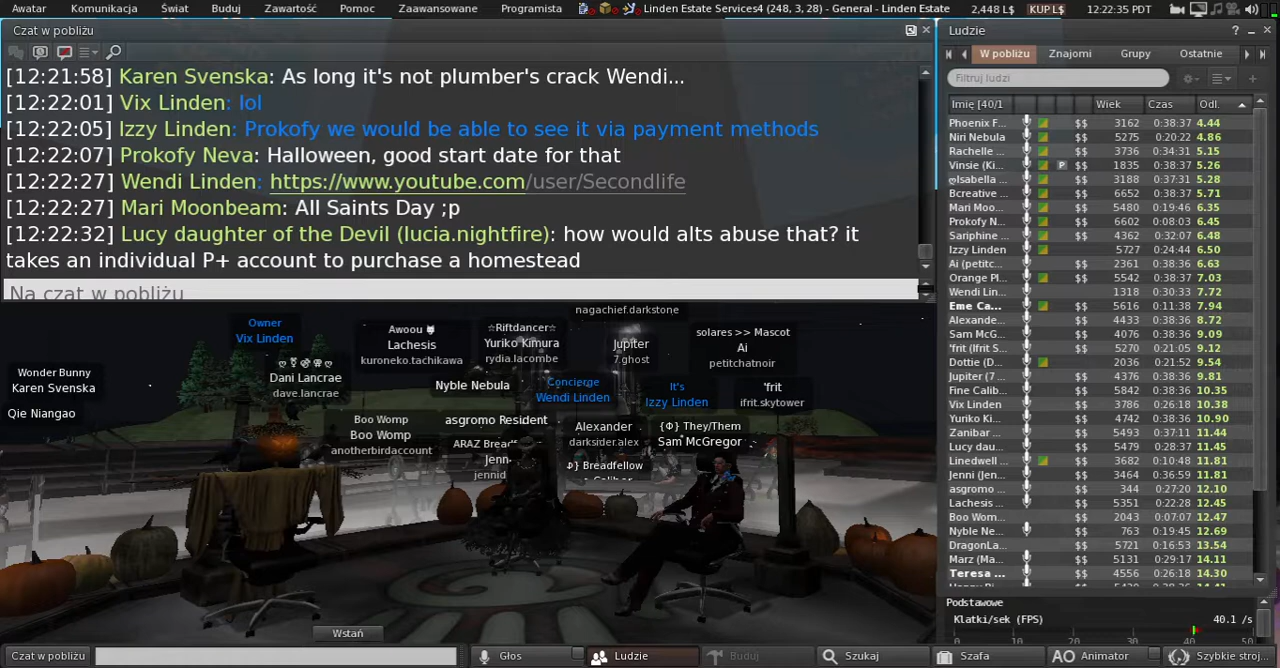 Awatar Komunikacja Świat Buduj Zawartość Pomoc Zaawansowane Programista Linden Estate Services4 (248, 3, 28) - General - Linden Estate 2,448 L$ KUP L$ 12:22:35 PDT
Czat w pobliżu
[12:21:58] Karen Svenska: As long it's not plumber's crack Wendi...
[12:22:01] Vix Linden: lol
[12:22:05] Izzy Linden: Prokofy we would be able to see it via payment methods
[12:22:07] Prokofy Neva: Halloween, good start date for that
[12:22:27] Wendi Linden: https://www.youtube.com/user/Secondlife
[12:22:27] Mari Moonbeam: All Saints Day ;p
[12:22:32] Lucy daughter of the Devil (lucia.nightfire): how would alts abuse that? it
takes an individual P+ account to purchase a homestead
Na czat w pobliżu
nagachief.darkstone
Owner
Vix Linden
Awoou
Lachesis
kuroneko.tachikawa
☆Riftdancer☆
Yuriko Kimura
rydia.lacombe
Jupiter
7.ghost
solares >> Mascot
Ai
petitchatnoir
Wonder Bunny
Karen Svenska
Dani Lancrae
dave.lancrae
Nyble Nebula
Concierge
Wendi Linden
It's
Izzy Linden
'frit
ifrit.skytower
Qie Niangao
Boo Womp
Boo Womp
anotherbirdaccount
asgromo Resident
Alexander
darksider.alex
{Φ} They/Them
Sam McGregor
ARAZ Breadf
Jenn
jennid
Φ} Breadfellow
Wstań
Ludzie
W pobliżu Znajomi Grupy Ostatnie
Filtruj ludzi
Imię [40/1 Wiek Czas Odl.
Phoenix F... $$ 3162 0:38:37 4.44
Niri Nebula $$ 5275 0:20:22 4.86
Rachelle ... $$ 3736 0:34:31 5.15
Vinsie (Ki... P $$ 1835 0:38:37 5.26
ღIsabella ... $$ 3188 0:37:31 5.28
Bcreative ... $$ 6652 0:38:37 5.71
Mari Moo... $$ 5480 0:19:46 6.35
Prokofy N... $$ 6602 0:08:03 6.45
Sariphine ... $$ 4362 0:32:07 6.48
Izzy Linden 5727 0:24:44 6.50
Ai (petitc... $$ 2361 0:38:36 6.63
Orange Pl... $$ 5542 0:38:37 7.03
Wendi Lin... 1318 0:30:33 7.72
Eme Ca... $$ 5616 0:11:38 7.94
Alexande... $$ 4433 0:38:36 8.72
Sam McG... $$ 4076 0:38:36 9.09
'frit (Ifrit S... $$ 5270 0:21:05 9.12
Dottie (D... $ 2036 0:21:52 9.54
Jupiter (7 ... $$ 4376 0:38:36 9.81
Fine Calib... $$ 5842 0:38:36 10.35
Vix Linden $$ 3786 0:26:18 10.38
Yuriko Ki... $$ 4742 0:38:36 10.90
Zanibar ... $$ 5493 0:37:11 11.44
Lucy dau... $$ 5479 0:28:37 11.45
Linedwell ... $$ 3682 0:10:48 11.81
Jenni (Jen... $$ 3464 0:36:59 11.81
asgromo ... $$ 344 0:27:20 12.10
Lachesis ... $$ 5351 0:22:28 12.45
Boo Wom... $$ 2043 0:07:07 12.47
Nyble Ne... $$ 763 0:19:45 12.69
DragonLa... $$ 5721 0:16:53 13.54
Marz (Ma... $$ 5131 0:29:17 14.11
Teresa ... $$ 4556 0:26:18 14.30
Podstawowe
Klatki/sek (FPS) 40.1 /s
0 10 20 30 40 50
Czat w pobliżu Głos Ludzie Buduj Szukaj Szafa AO Animator Szybkie stroj...